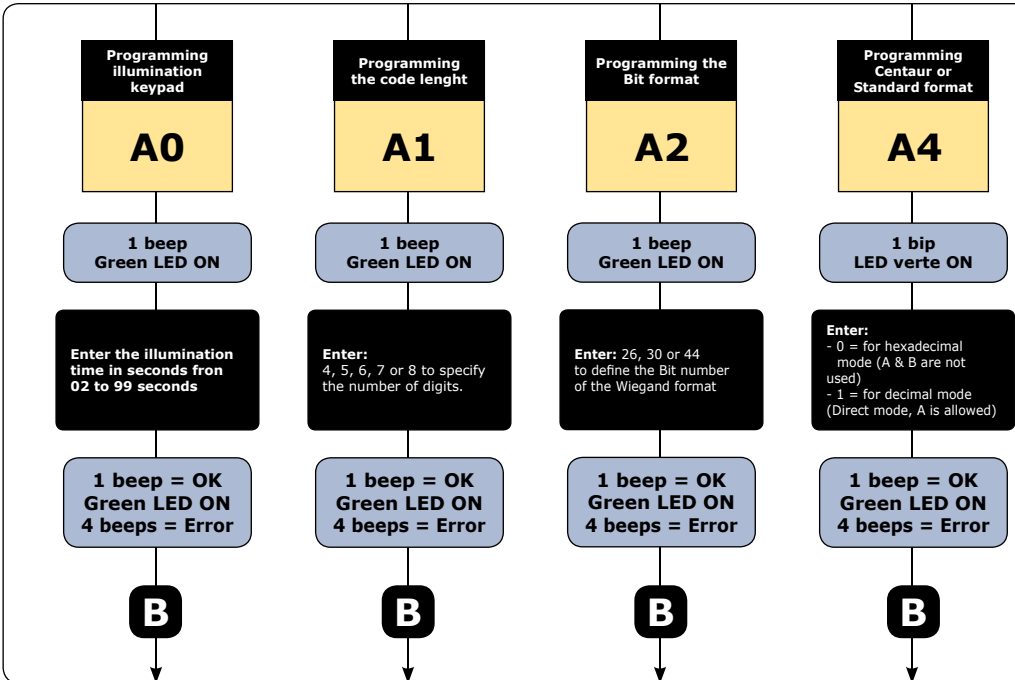 Programming
illumination
keypad
A0
1 beep
Green LED ON
Enter the illumination
time in seconds fron
02 to 99 seconds
1 beep = OK
Green LED ON
4 beeps = Error
B
Programming
the code lenght
A1
1 beep
Green LED ON
Enter:
4, 5, 6, 7 or 8 to specify
the number of digits.
1 beep = OK
Green LED ON
4 beeps = Error
B
Programming the
Bit format
A2
1 beep
Green LED ON
Enter: 26, 30 or 44
to define the Bit number
of the Wiegand format
1 beep = OK
Green LED ON
4 beeps = Error
B
Programming
Centaur or
Standard format
A4
1 bip
LED verte ON
Enter:
- 0 = for hexadecimal
mode (A & B are not
used)
- 1 = for decimal mode
(Direct mode, A is allowed)
1 beep = OK
Green LED ON
4 beeps = Error
B